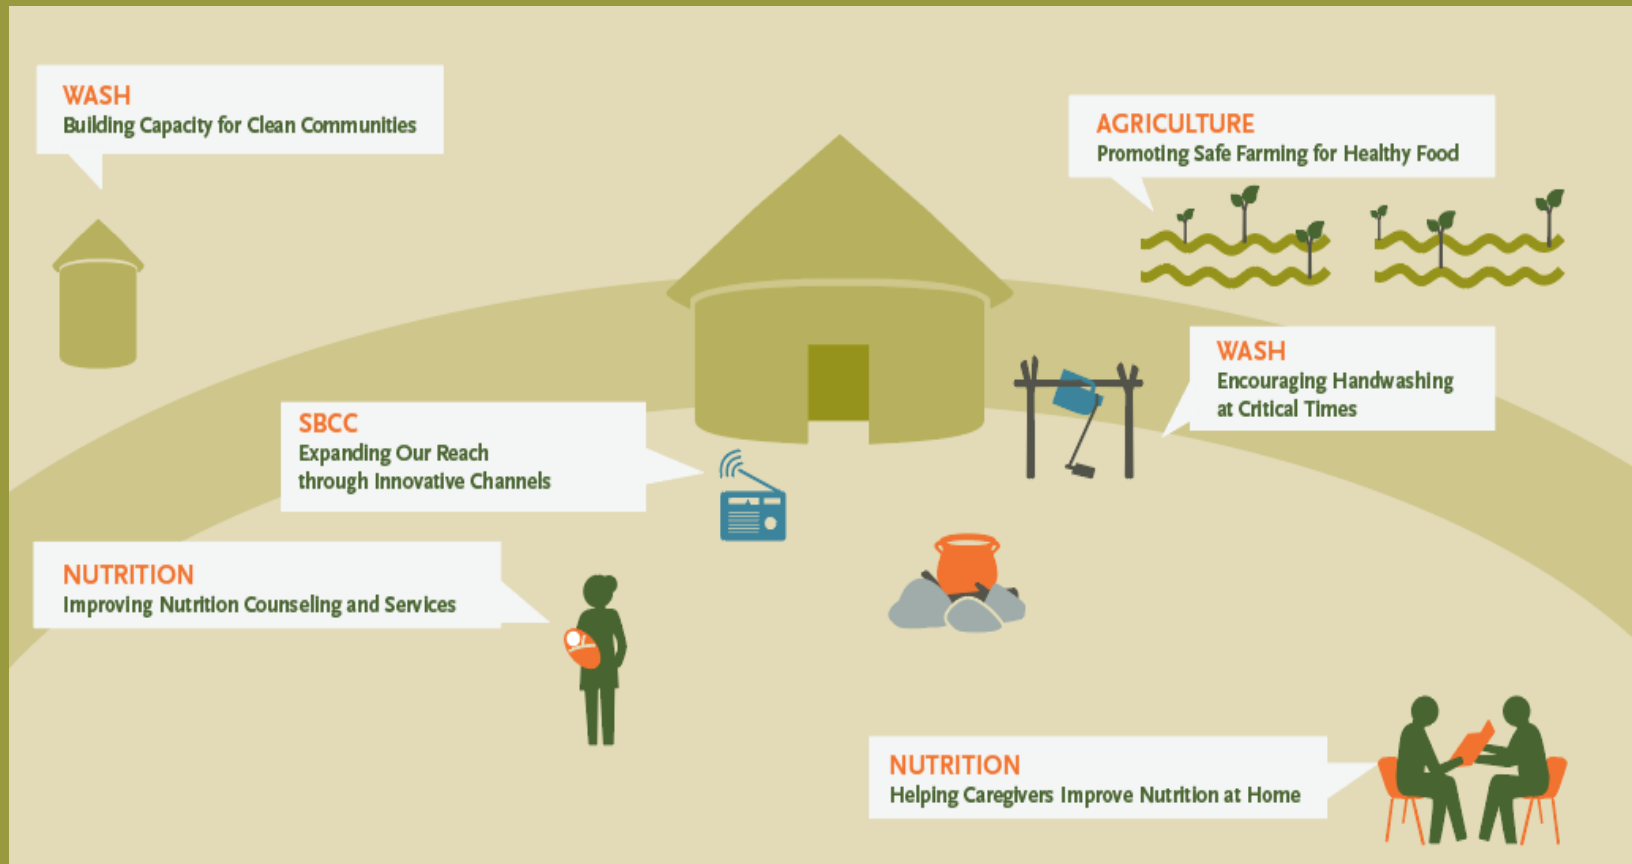 WASH
Building Capacity for Clean Communities
AGRICULTURE
Promoting Safe Farming for Healthy Food
WASH
Encouraging Handwashing
at Critical Times
SBCC
Expanding Our Reach
through Innovative Channels
NUTRITION
Improving Nutrition Counseling and Services
NUTRITION
Helping Caregivers Improve Nutrition at Home